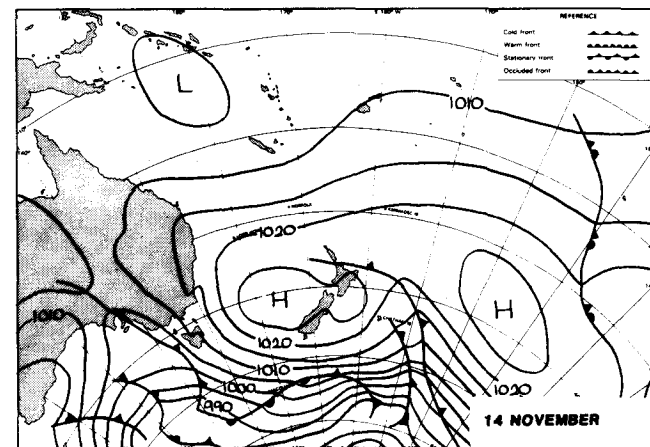 REFERENCE
Cold front
Warm front
Stationary front
Occluded front
L
1010
1020
H
H
1010
1020
1010
1000
990
1020
14 NOVEMBER